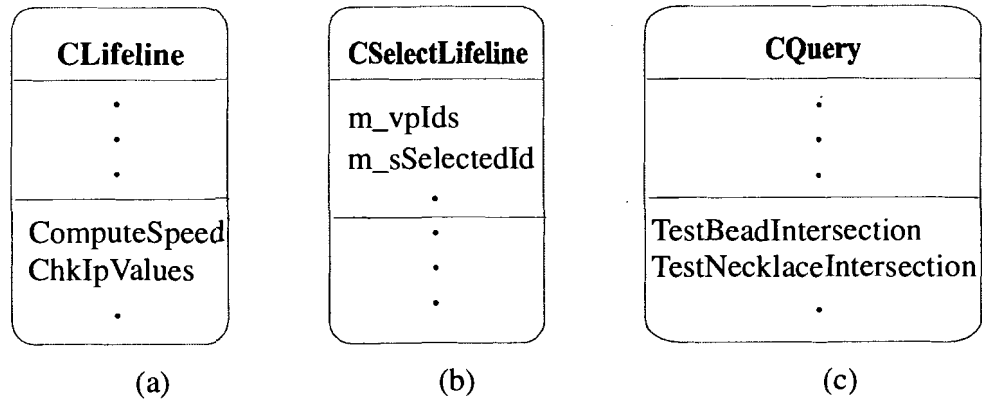 CLifeline
ComputeSpeed
ChkIpValues
(a)
CSelectLifeline
m_vpIds
m_sSelectedId
(b)
CQuery
TestBeadIntersection
TestNecklaceIntersection
(c)